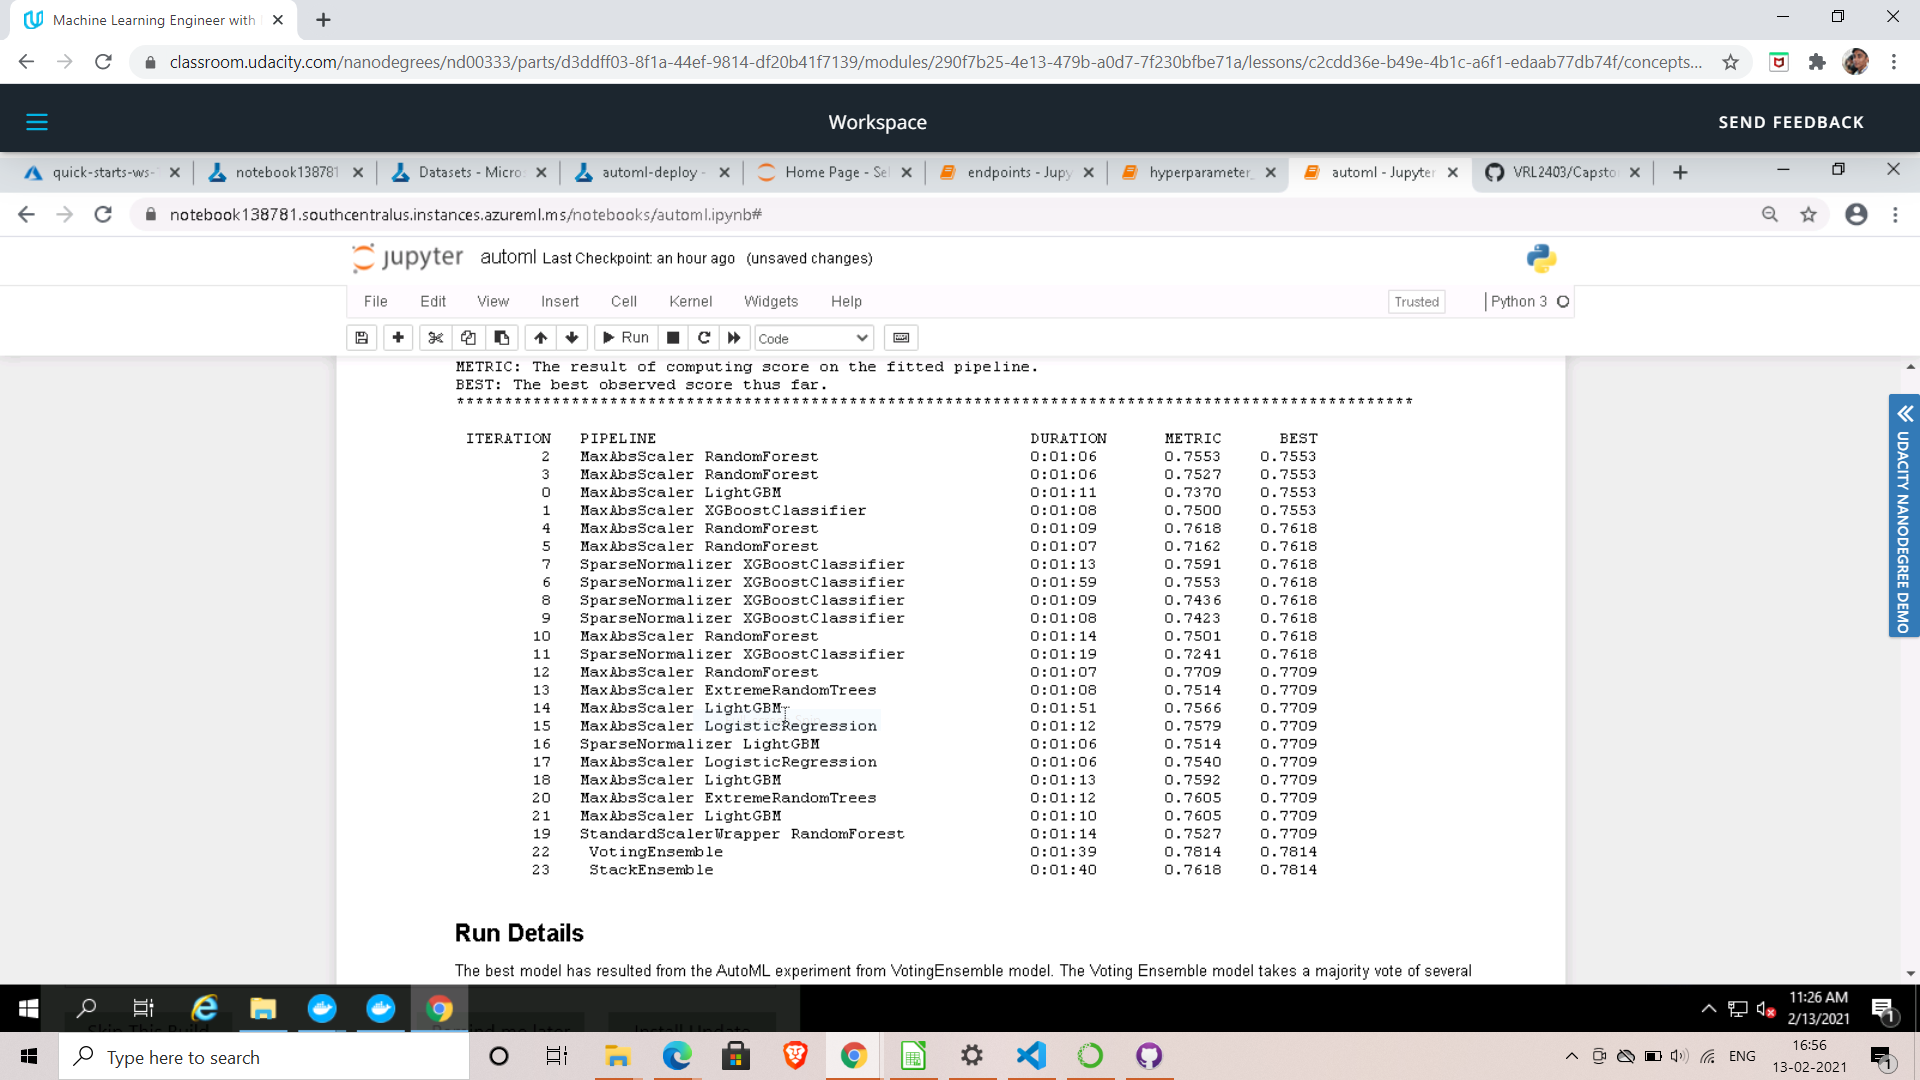 Machine Learning Engineer with
classroom.udacity.com/nanodegrees/nd00333/parts/d3ddff03-8f1a-44ef-9814-df20b41f7139/modules/290f7b25-4e13-479b-a0d7-7f230bfbe71a/lessons/c2cdd36e-b49e-4b1c-a6f1-edaab77db74f/concepts...
Workspace
SEND FEEDBACK
quick-starts-ws- notebook138781 Datasets - Micro automl-deploy - Home Page - Sel endpoints - Jupy hyperparameter_ automl - Jupyter VRL2403/Capsto
notebook138781.southcentralus.instances.azureml.ms/notebooks/automl.ipynb#
jupyter automl Last Checkpoint: an hour ago (unsaved changes)
File Edit View Insert Cell Kernel Widgets Help Trusted Python 3
Run Code
METRIC: The result of computing score on the fitted pipeline.
BEST: The best observed score thus far.
****************************************************************************************************
ITERATION PIPELINE DURATION METRIC BEST
2 MaxAbsScaler RandomForest 0:01:06 0.7553 0.7553
3 MaxAbsScaler RandomForest 0:01:06 0.7527 0.7553
0 MaxAbsScaler LightGBM 0:01:11 0.7370 0.7553
1 MaxAbsScaler XGBoostClassifier 0:01:08 0.7500 0.7553
4 MaxAbsScaler RandomForest 0:01:09 0.7618 0.7618
5 MaxAbsScaler RandomForest 0:01:07 0.7162 0.7618
7 SparseNormalizer XGBoostClassifier 0:01:13 0.7591 0.7618
6 SparseNormalizer XGBoostClassifier 0:01:59 0.7553 0.7618
8 SparseNormalizer XGBoostClassifier 0:01:09 0.7436 0.7618
9 SparseNormalizer XGBoostClassifier 0:01:08 0.7423 0.7618
10 MaxAbsScaler RandomForest 0:01:14 0.7501 0.7618
11 SparseNormalizer XGBoostClassifier 0:01:19 0.7241 0.7618
12 MaxAbsScaler RandomForest 0:01:07 0.7709 0.7709
13 MaxAbsScaler ExtremeRandomTrees 0:01:08 0.7514 0.7709
14 MaxAbsScaler LightGBM 0:01:51 0.7566 0.7709
15 MaxAbsScaler LogisticRegression 0:01:12 0.7579 0.7709
16 SparseNormalizer LightGBM 0:01:06 0.7514 0.7709
17 MaxAbsScaler LogisticRegression 0:01:06 0.7540 0.7709
18 MaxAbsScaler LightGBM 0:01:13 0.7592 0.7709
20 MaxAbsScaler ExtremeRandomTrees 0:01:12 0.7605 0.7709
21 MaxAbsScaler LightGBM 0:01:10 0.7605 0.7709
19 StandardScalerWrapper RandomForest 0:01:14 0.7527 0.7709
22 VotingEnsemble 0:01:39 0.7814 0.7814
23 StackEnsemble 0:01:40 0.7618 0.7814
Run Details
The best model has resulted from the AutoML experiment from VotingEnsemble model. The Voting Ensemble model takes a majority vote of several
UDACITY NANODEGREE DEMO
11:26 AM
2/13/2021
1
Type here to search
ENG
16:56
13-02-2021
1